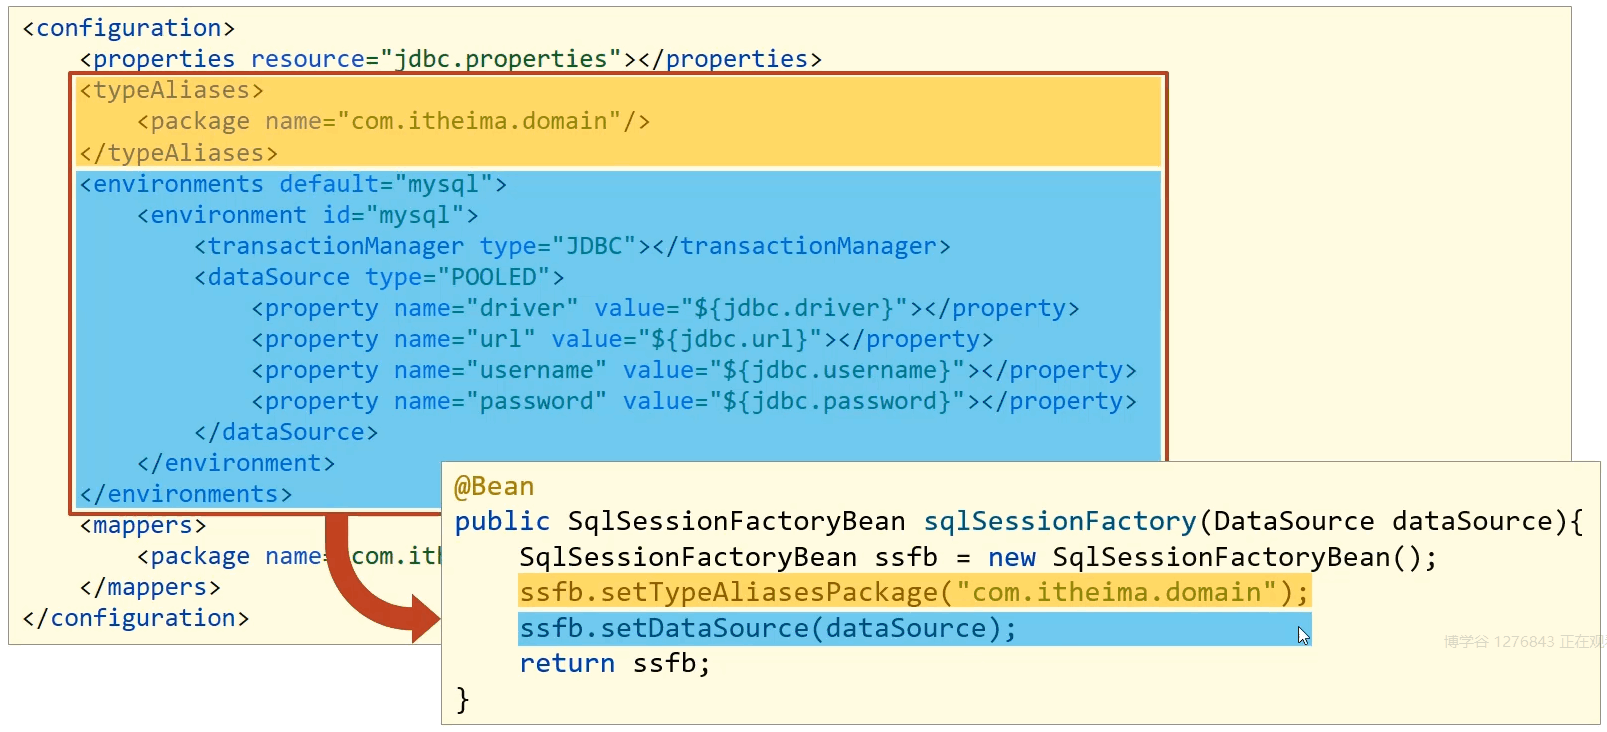 <configuration>
    <properties resource="jdbc.properties"></properties>
    <typeAliases>
        <package name="com.itheima.domain"/>
    </typeAliases>
    <environments default="mysql">
        <environment id="mysql">
            <transactionManager type="JDBC"></transactionManager>
            <dataSource type="POOLED">
                <property name="driver" value="${jdbc.driver}"></property>
                <property name="url" value="${jdbc.url}"></property>
                <property name="username" value="${jdbc.username}"></property>
                <property name="password" value="${jdbc.password}"></property>
            </dataSource>
        </environment>
    </environments>
    <mappers>
        <package name= com.it
    </mappers>
</configuration>
@Bean
public SqlSessionFactoryBean sqlSessionFactory(DataSource dataSource){
    SqlSessionFactoryBean ssfb = new SqlSessionFactoryBean();
    ssfb.setTypeAliasesPackage("com.itheima.domain");
    ssfb.setDataSource(dataSource);
    return ssfb;
}
博学谷 1276843 正在观